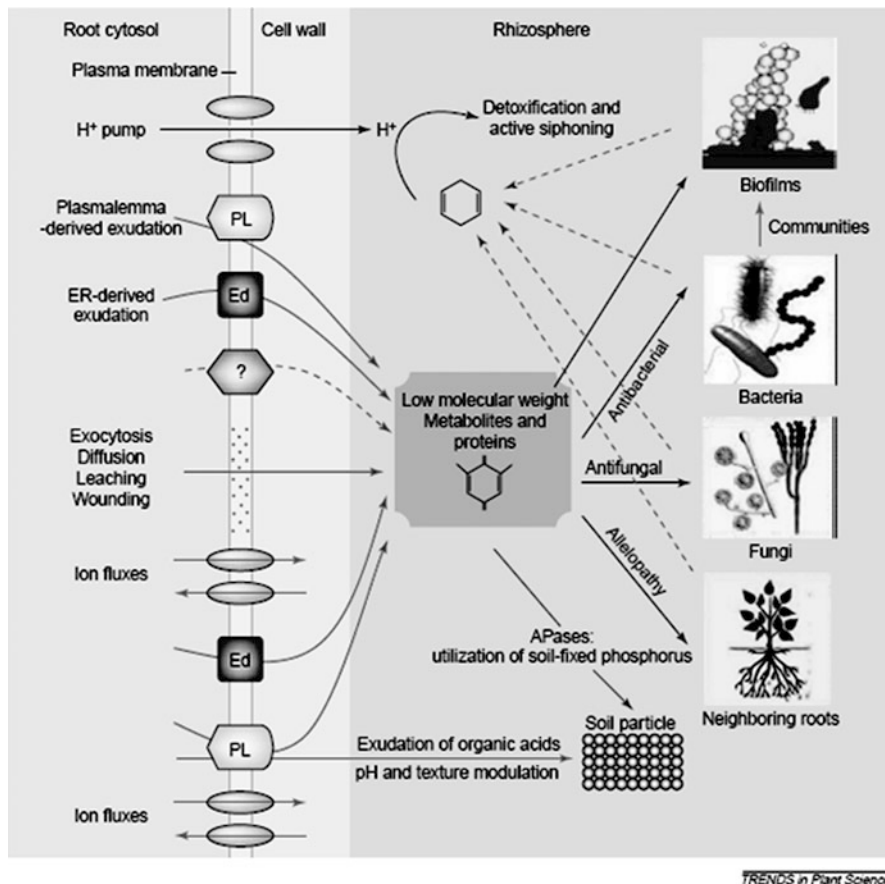 Root cytosol
Cell wall
Rhizosphere
Plasma membrane
H+ pump
H+
Detoxification and
active siphoning
Biofilms
Plasmalemma
-derived exudation
PL
Communities
ER-derived
exudation
Ed
?
Antibacterial
Bacteria
Low molecular weight
Metabolites and
proteins
Exocytosis
Diffusion
Leaching
Wounding
Antifungal
Fungi
Ion fluxes
Allelopathy
Ed
APases:
utilization of soil-fixed phosphorus
Neighboring roots
PL
Soil particle
Exudation of organic acids
pH and texture modulation
Ion fluxes
TRENDS in Plant Science